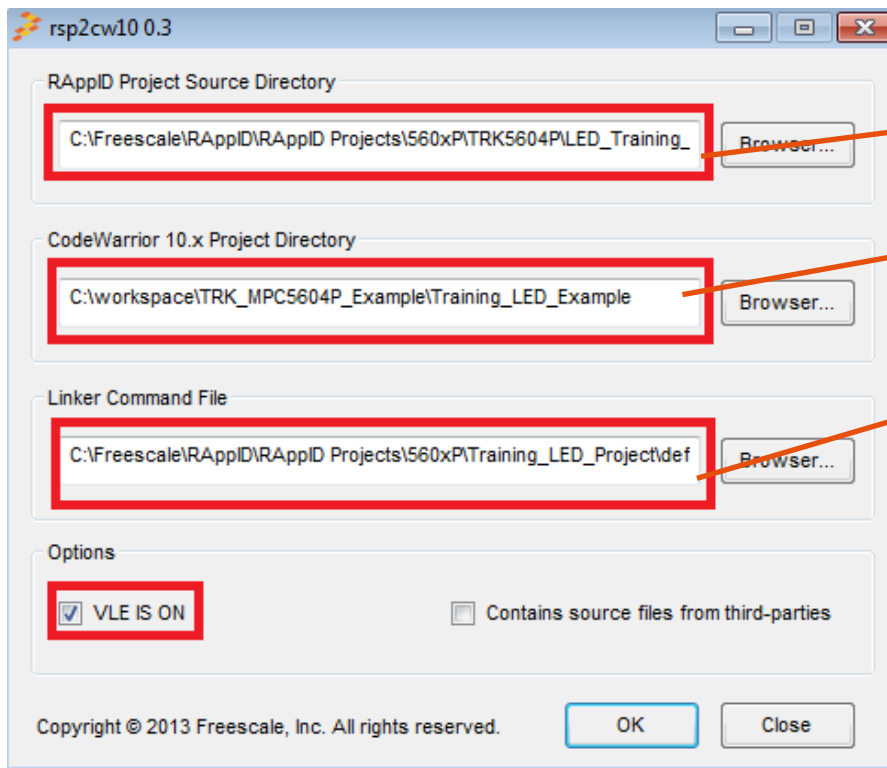 rsp2cw10 0.3
RAppID Project Source Directory
C:\Freescale\RAppID\RAppID Projects\560xP\TRK5604P\LED_Training_
Browser...
CodeWarrior 10.x Project Directory
C:\workspace\TRK_MPC5604P_Example\Training_LED_Example
Browser...
Linker Command File
C:\Freescale\RAppID\RAppID Projects\560xP\Training_LED_Project\def
Browser...
Options
VLE IS ON
Contains source files from third-parties
Copyright © 2013 Freescale, Inc. All rights reserved.
OK
Close